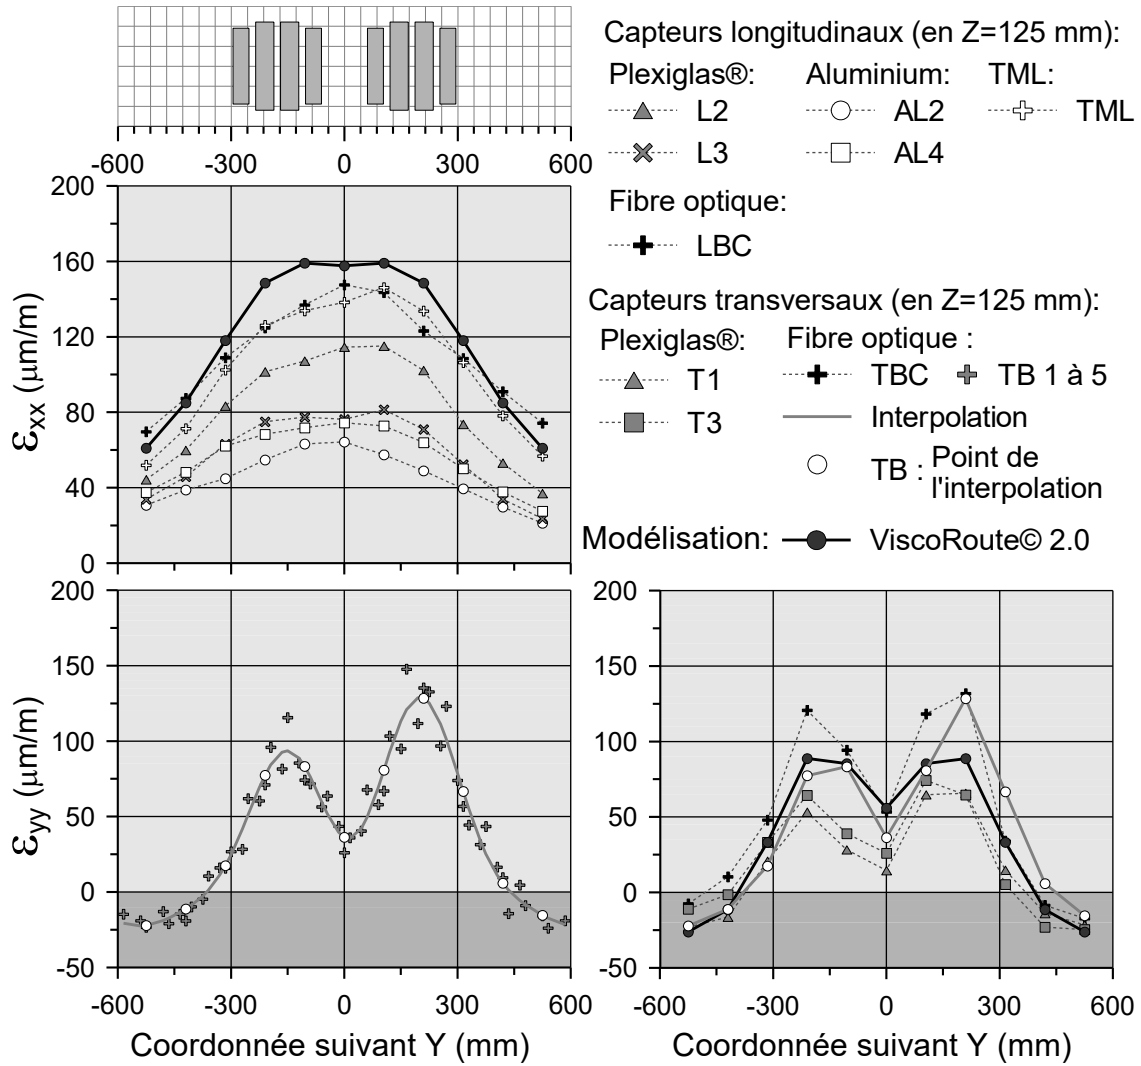 Capteurs longitudinaux (en Z=125 mm):
Plexiglas®: Aluminium: TML:
L2 AL2 TML
L3 AL4
Fibre optique:
LBC
Capteurs transversaux (en Z=125 mm):
Plexiglas®: Fibre optique :
T1 TBC TB 1 à 5
T3 Interpolation
TB : Point de
l'interpolation
Modélisation: ViscoRoute© 2.0
-600 -300 0 300 600
εxx (μm/m)
200
160
120
80
40
0
εyy (μm/m)
200
150
100
50
0
-50
-600 -300 0 300 600
Coordonnée suivant Y (mm)
200
150
100
50
0
-50
-600 -300 0 300 600
Coordonnée suivant Y (mm)